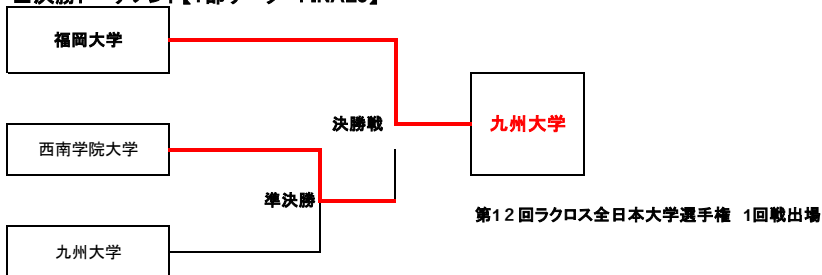 福岡大学
決勝戦
九州大学
西南学院大学
準決勝
第12回ラクロス全日本大学選手権 1回戦出場
九州大学